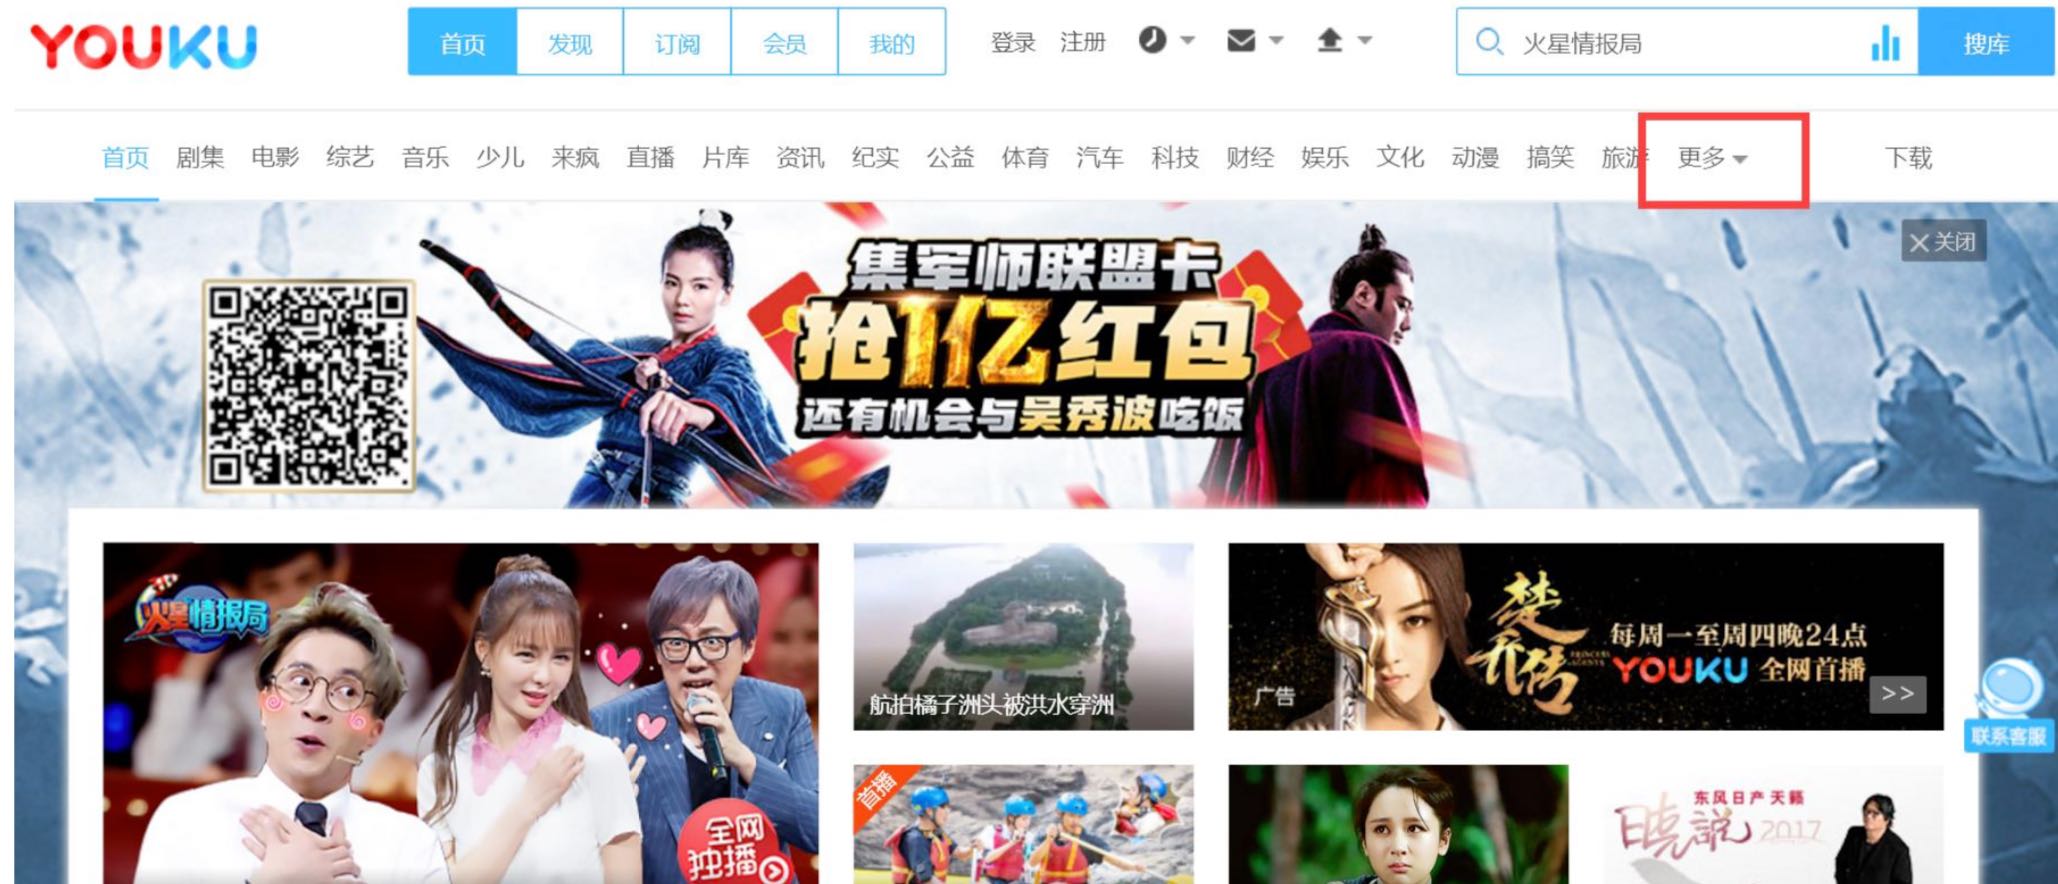 YOUKU
首页 发现 订阅 会员 我的 登录 注册 火星情报局 搜库
首页 剧集 电影 综艺 音乐 少儿 来疯 直播 片库 资讯 纪实 公益 体育 汽车 科技 财经 娱乐 文化 动漫 搞笑 旅游 更多 下载
关闭
集军师联盟卡
抢1亿红包
还有机会与吴秀波吃饭
火星情报局
全网
独播
航拍橘子洲头被洪水穿洲
楚乔传
PRINCESS AGENTS
每周一至周四晚24点
YOUKU 全网首播
广告
>>
联系客服
首播
东风日产天籁
晓说 2017